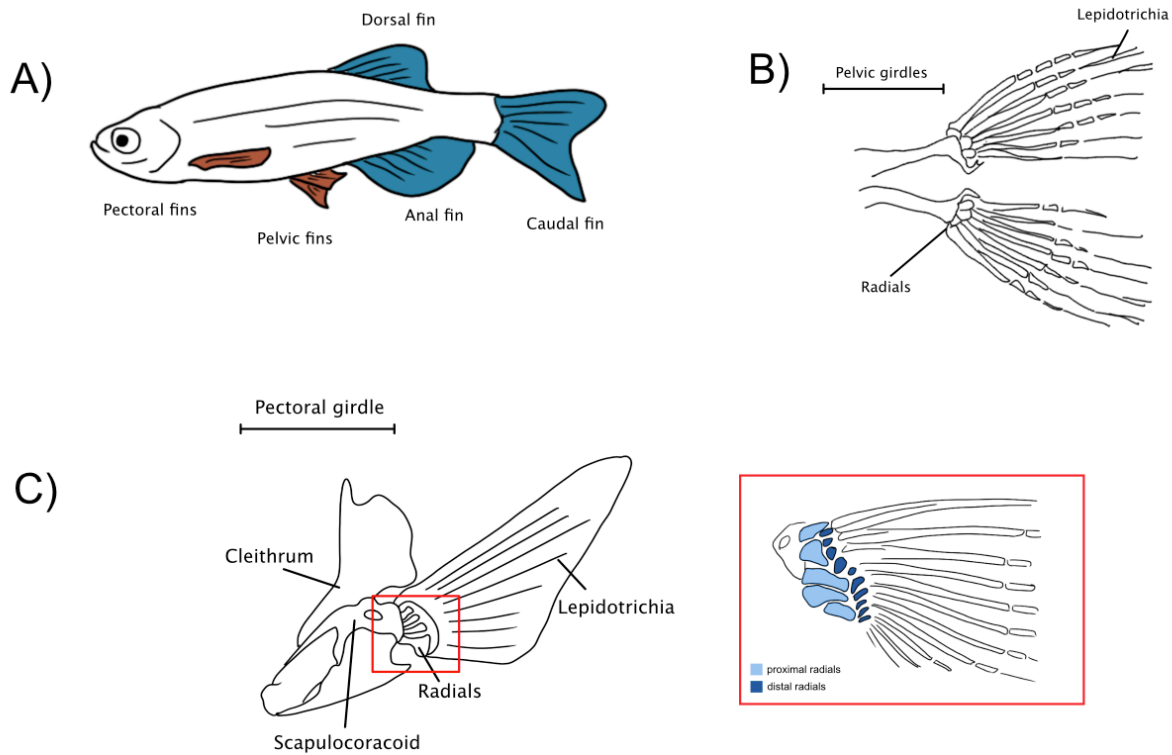 A)
Dorsal fin
Pectoral fins
Pelvic fins
Anal fin
Caudal fin
B)
Lepidotrichia
Pelvic girdles
Radials
C)
Pectoral girdle
Cleithrum
Lepidotrichia
Radials
Scapulocoracoid
proximal radials
distal radials